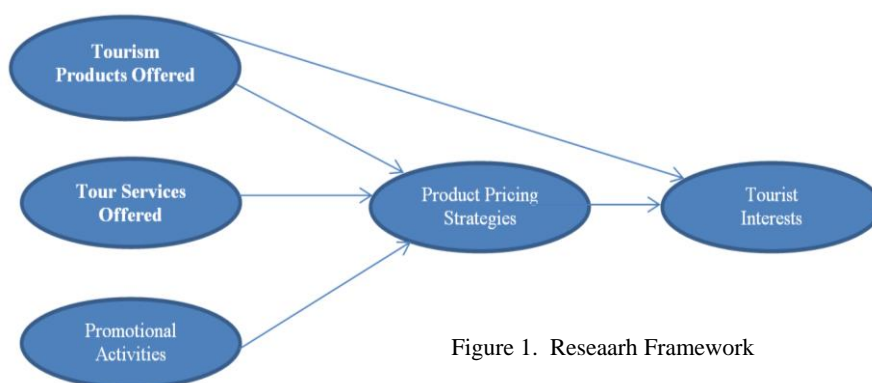 Tourism
Products Offered
Tour Services
Offered
Product Pricing
Strategies
Tourist
Interests
Promotional
Activities
Figure 1. Reseaarh Framework